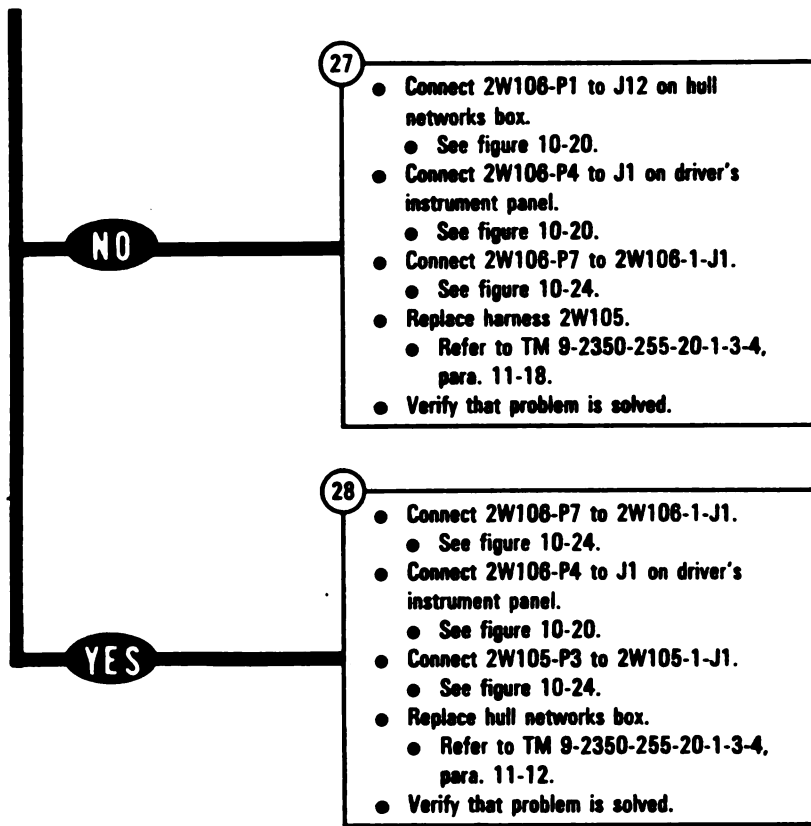 27
● Connect 2W106-P1 to J12 on hull
networks box.
● See figure 10-20.
● Connect 2W106-P4 to J1 on driver's
instrument panel.
● See figure 10-20.
NO
● Connect 2W106-P7 to 2W106-1-J1.
● See figure 10-24.
● Replace harness 2W105.
● Refer to TM 9-2350-255-20-1-3-4,
para. 11-18.
● Verify that problem is solved.
28
● Connect 2W106-P7 to 2W106-1-J1.
● See figure 10-24.
● Connect 2W106-P4 to J1 on driver's
instrument panel.
● See figure 10-20.
YES
● Connect 2W105-P3 to 2W105-1-J1.
● See figure 10-24.
● Replace hull networks box.
● Refer to TM 9-2350-255-20-1-3-4,
para. 11-12.
● Verify that problem is solved.